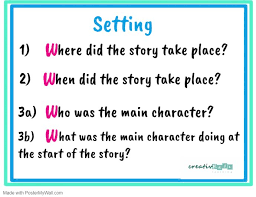 Setting
1) Where did the story take place?
2) When did the story take place?
3a) Who was the main character?
3b) What was the main character doing at
the start of the story?
Made with PosterMyWall.com